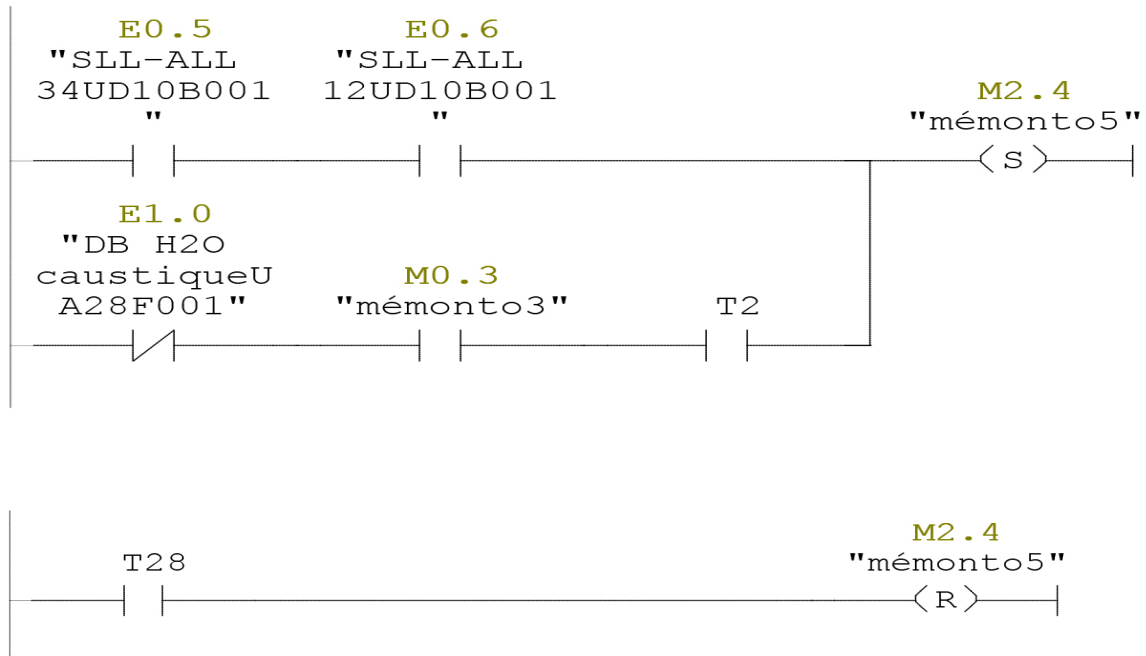 E0.5 E0.6
"SLL-ALL "SLL-ALL
34UD10B001 12UD10B001 M2.4
" " "mémonto5"
S
E1.0
"DB H2O
caustiqueU M0.3
A28F001" "mémonto3" T2
M2.4
T28 "mémonto5"
R